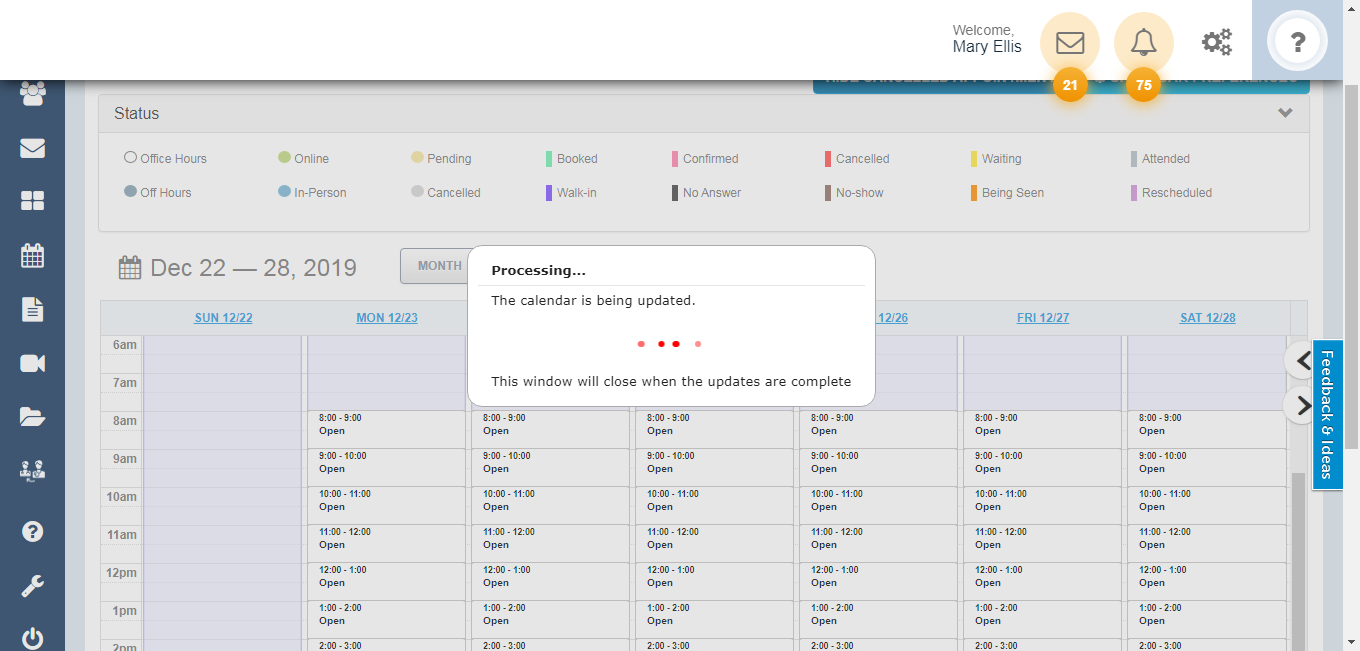 Welcome,
Mary Ellis
?
21
75
Status
Office Hours
Online
Pending
Booked
Confirmed
Cancelled
Waiting
Attended
Off Hours
In-Person
Cancelled
Walk-in
No Answer
No-show
Being Seen
Rescheduled
Dec 22 — 28, 2019
MONTH
Processing...
The calendar is being updated.
This window will close when the updates are complete
SUN 12/22
MON 12/23
12/26
FRI 12/27
SAT 12/28
Feedback & Ideas
6am
7am
8am
8:00 - 9:00 8:00 - 9:00 8:00 - 9:00 8:00 - 9:00 8:00 - 9:00 8:00 - 9:00
Open Open Open Open Open Open
9am
9:00 - 10:00 9:00 - 10:00 9:00 - 10:00 9:00 - 10:00 9:00 - 10:00 9:00 - 10:00
Open Open Open Open Open Open
10am
10:00 - 11:00 10:00 - 11:00 10:00 - 11:00 10:00 - 11:00 10:00 - 11:00 10:00 - 11:00
Open Open Open Open Open Open
11am
11:00 - 12:00 11:00 - 12:00 11:00 - 12:00 11:00 - 12:00 11:00 - 12:00 11:00 - 12:00
Open Open Open Open Open Open
12pm
12:00 - 1:00 12:00 - 1:00 12:00 - 1:00 12:00 - 1:00 12:00 - 1:00 12:00 - 1:00
Open Open Open Open Open Open
1pm
1:00 - 2:00 1:00 - 2:00 1:00 - 2:00 1:00 - 2:00 1:00 - 2:00 1:00 - 2:00
Open Open Open Open Open Open
2pm
2:00 - 3:00 2:00 - 3:00 2:00 - 3:00 2:00 - 3:00 2:00 - 3:00 2:00 - 3:00